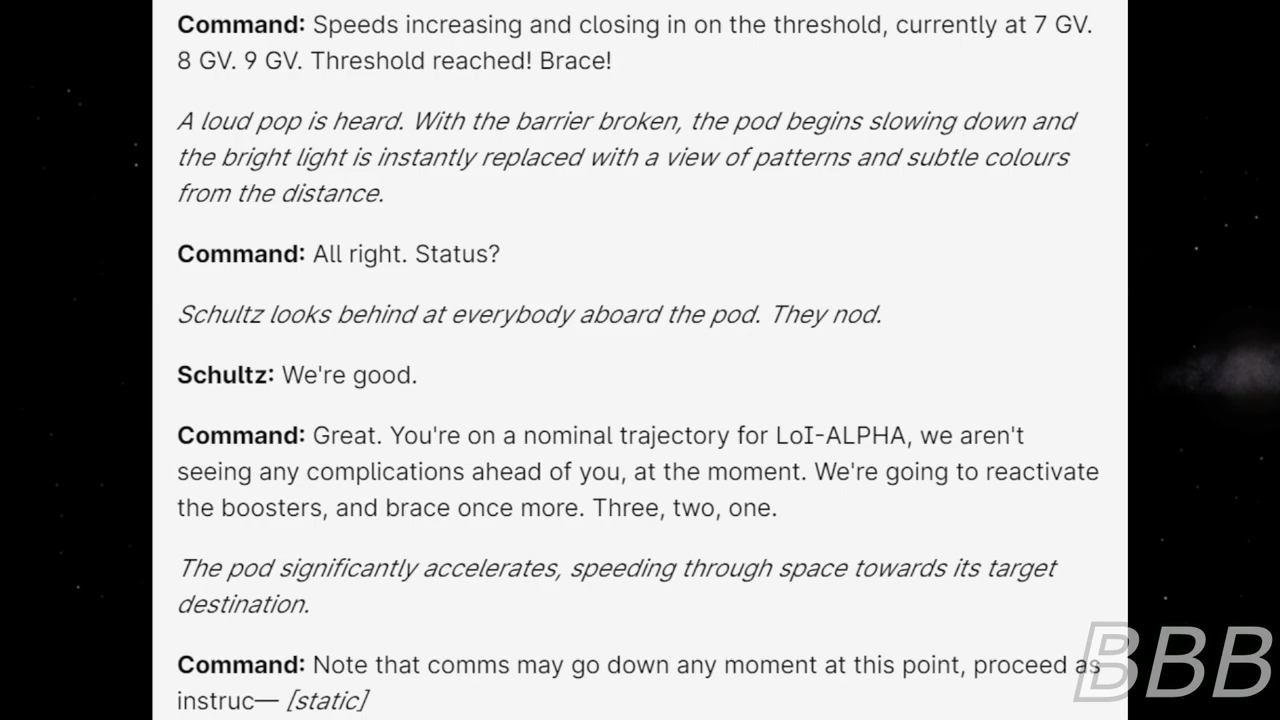 Command: Speeds increasing and closing in on the threshold, currently at 7 GV.
8 GV. 9 GV. Threshold reached! Brace!
A loud pop is heard. With the barrier broken, the pod begins slowing down and
the bright light is instantly replaced with a view of patterns and subtle colours
from the distance.
Command: All right. Status?
Schultz looks behind at everybody aboard the pod. They nod.
Schultz: We're good.
Command: Great. You're on a nominal trajectory for LoI-ALPHA, we aren't
seeing any complications ahead of you, at the moment. We're going to reactivate
the boosters, and brace once more. Three, two, one.
The pod significantly accelerates, speeding through space towards its target
destination.
Command: Note that comms may go down any moment at this point, proceed as
instruc— [static]
BBB